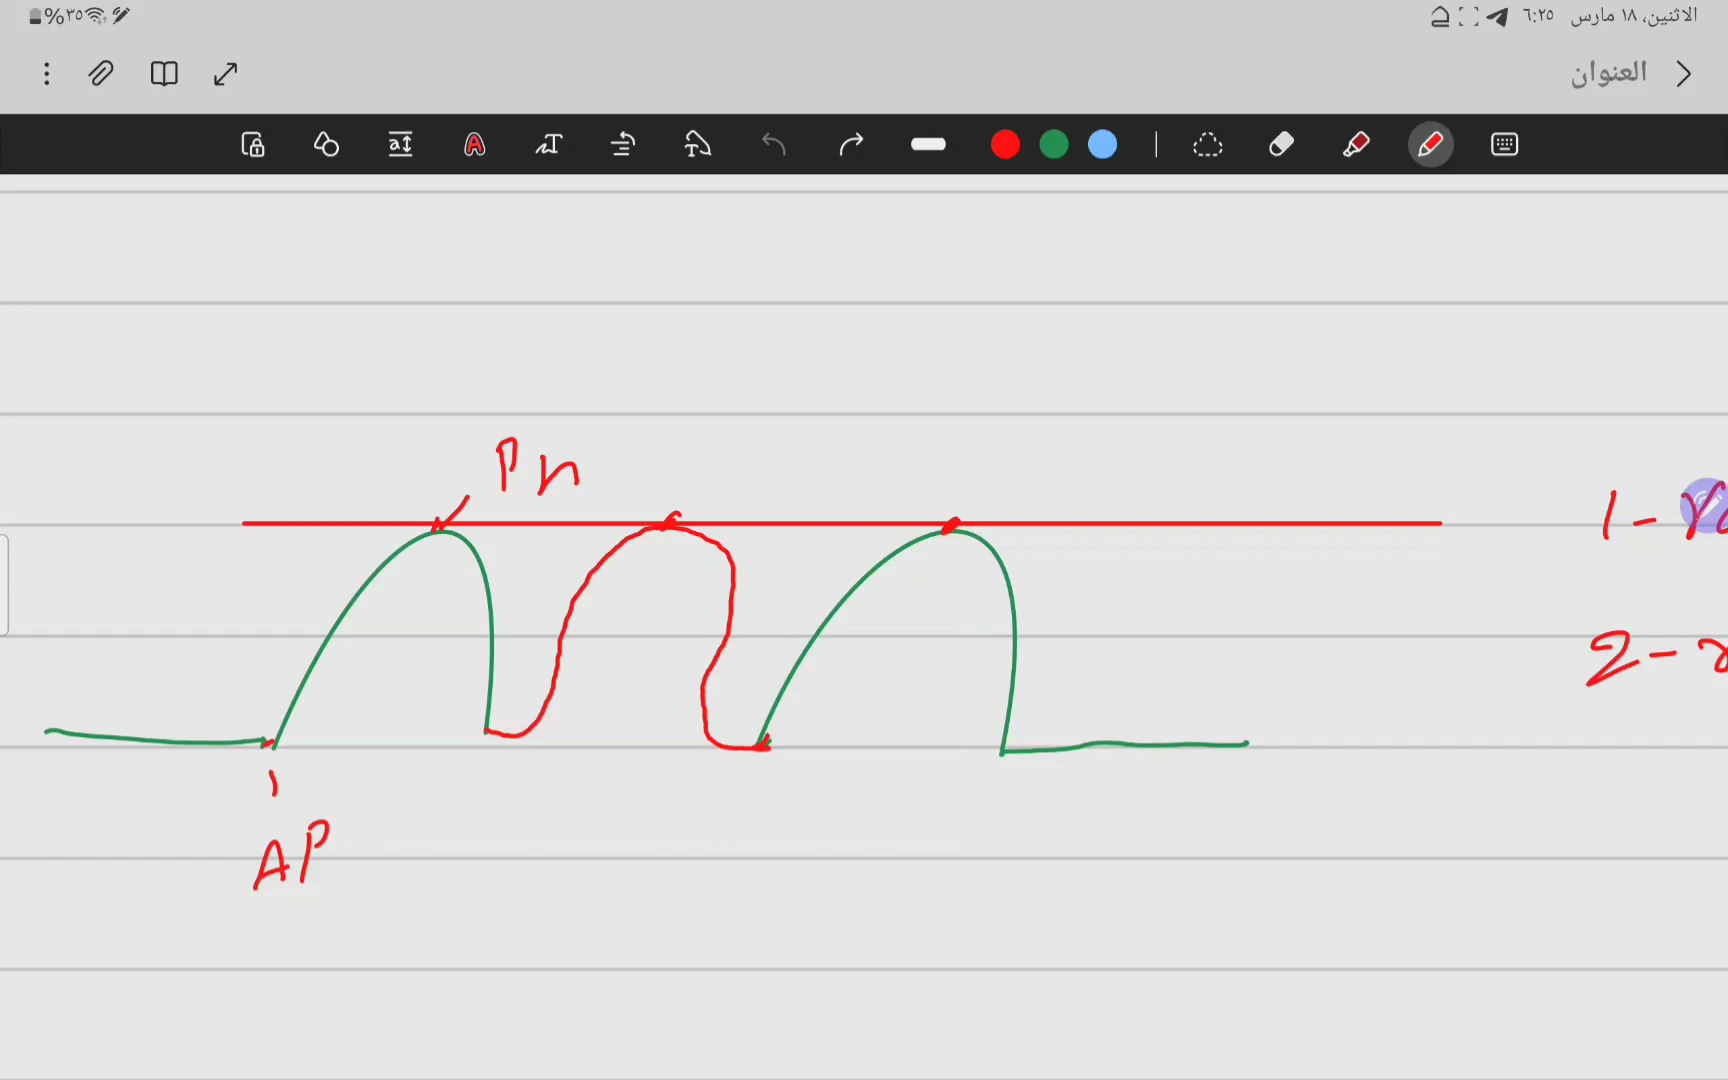 %٣٥
الاثنين، ١٨ مارس ٦:٢٥
العنوان
Pn
1-
2-
AP